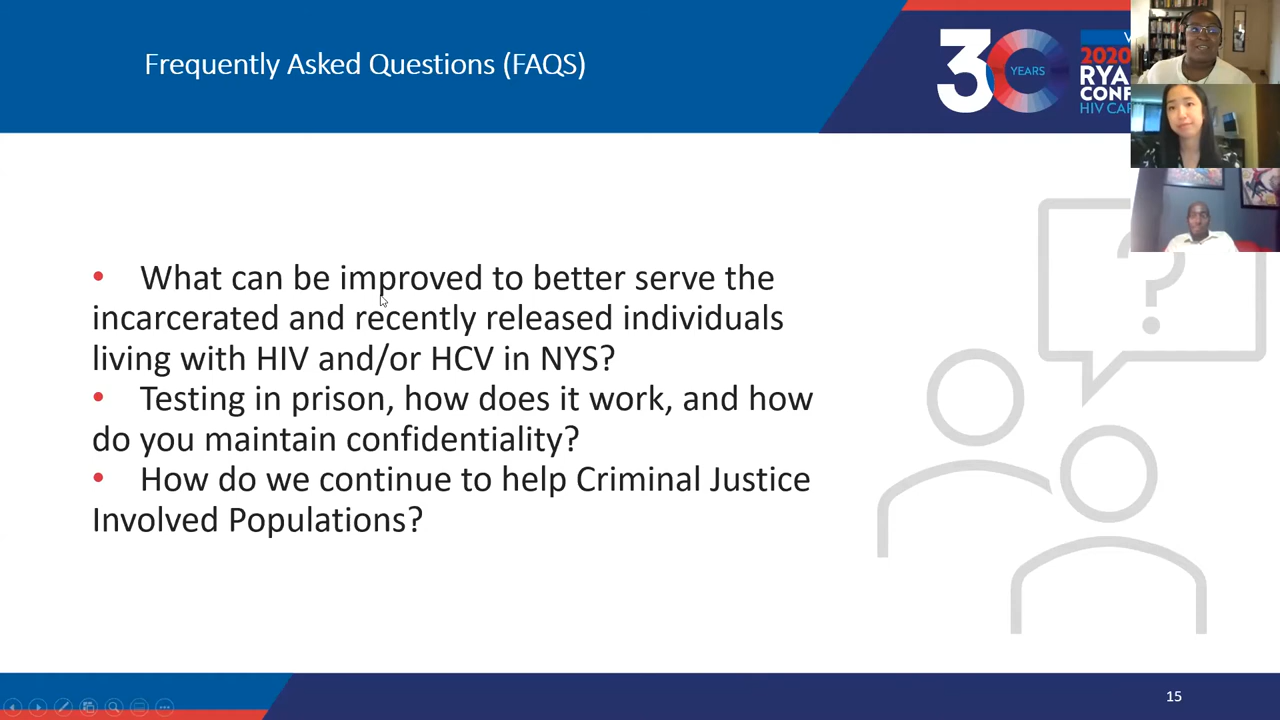 Frequently Asked Questions (FAQS)
30
YEARS
2020
RYA
CONF
HIV CAR
• What can be improved to better serve the
incarcerated and recently released individuals
living with HIV and/or HCV in NYS?
• Testing in prison, how does it work, and how
do you maintain confidentiality?
• How do we continue to help Criminal Justice
Involved Populations?
?
15